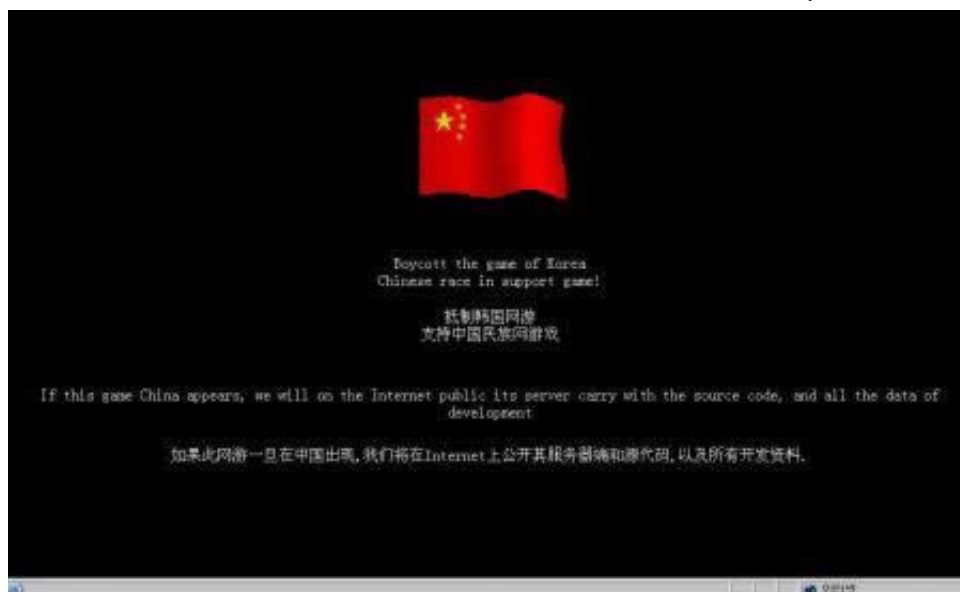 Boycott the game of Korea
Chinese race in support game!
抵制韩国网游
支持中国民族网游戏
If this game China appears, we will on the Internet public its server carry with the source code, and all the data of
development
如果此网游一旦在中国出现,我们将在Internet上公开其服务器端和源代码,以及所有开发资料.